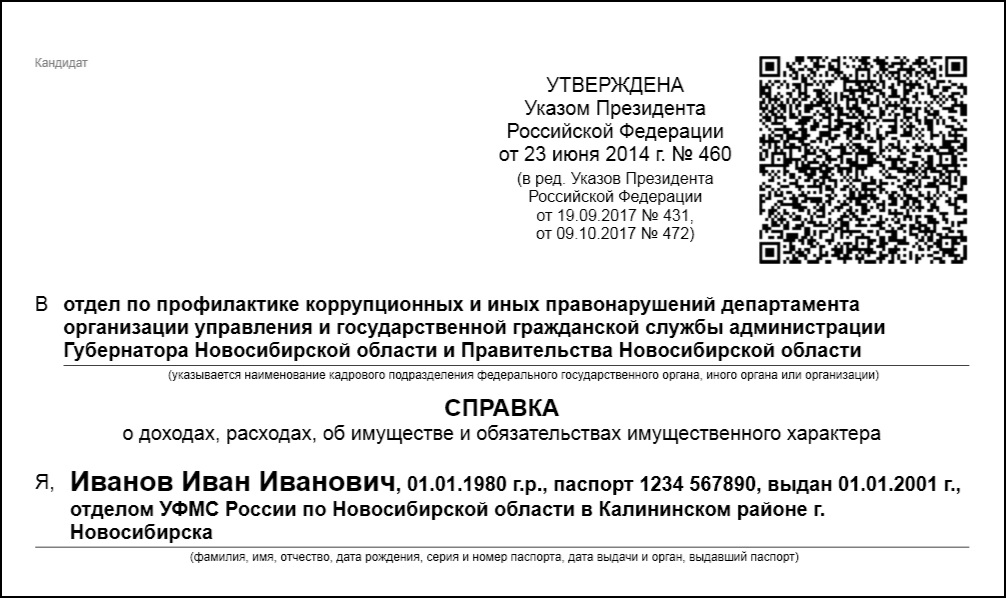 Кандидат
УТВЕРЖДЕНА
Указом Президента
Российской Федерации
от 23 июня 2014 г. № 460
(в ред. Указов Президента
Российской Федерации
от 19.09.2017 № 431,
от 09.10.2017 № 472)
В отдел по профилактике коррупционных и иных правонарушений департамента
организации управления и государственной гражданской службы администрации
Губернатора Новосибирской области и Правительства Новосибирской области
(указывается наименование кадрового подразделения федерального государственного органа, иного органа или организации)
СПРАВКА
о доходах, расходах, об имуществе и обязательствах имущественного характера
Я, Иванов Иван Иванович, 01.01.1980 г.р., паспорт 1234 567890, выдан 01.01.2001 г.,
отделом УФМС России по Новосибирской области в Калининском районе г.
Новосибирска
(фамилия, имя, отчество, дата рождения, серия и номер паспорта, дата выдачи и орган, выдавший паспорт)